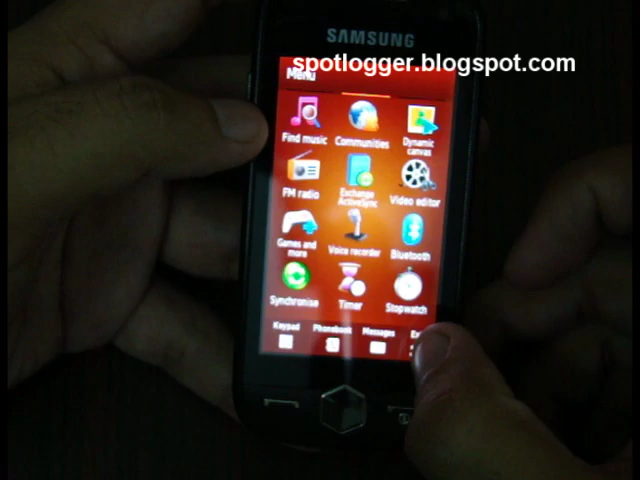 SAMSUNG
spotlogger.blogspot.com
Menu
Find music
Communities
Dynamic
canvas
FM radio
Exchange
ActiveSync
Video editor
Games and
more
Voice recorder
Bluetooth
Synchronise
Timer
Stopwatch
Keypad
Phonebook
Messages